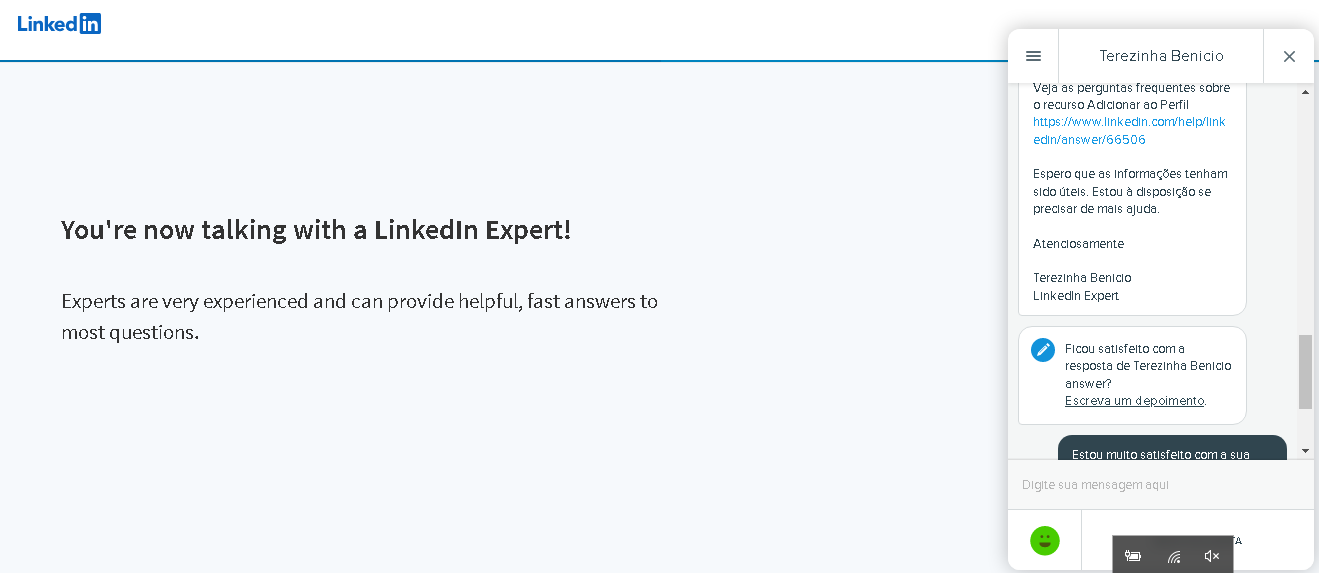 Linkedin
Terezinha Benicio
Veja as perguntas frequentes sobre
o recurso Adicionar ao Perfil
https://www.linkedin.com/help/link
edin/answer/66506
Espero que as informações tenham
sido úteis. Estou à disposição se
precisar de mais ajuda.
Atenciosamente
Terezinha Benicio
LinkedIn Expert
You're now talking with a LinkedIn Expert!
Experts are very experienced and can provide helpful, fast answers to
most questions.
Ficou satisfeito com a
resposta de Terezinha Benicio
answer?
Escreva um depoimento.
Estou muito satisfeito com a sua
Digite sua mensagem aqui